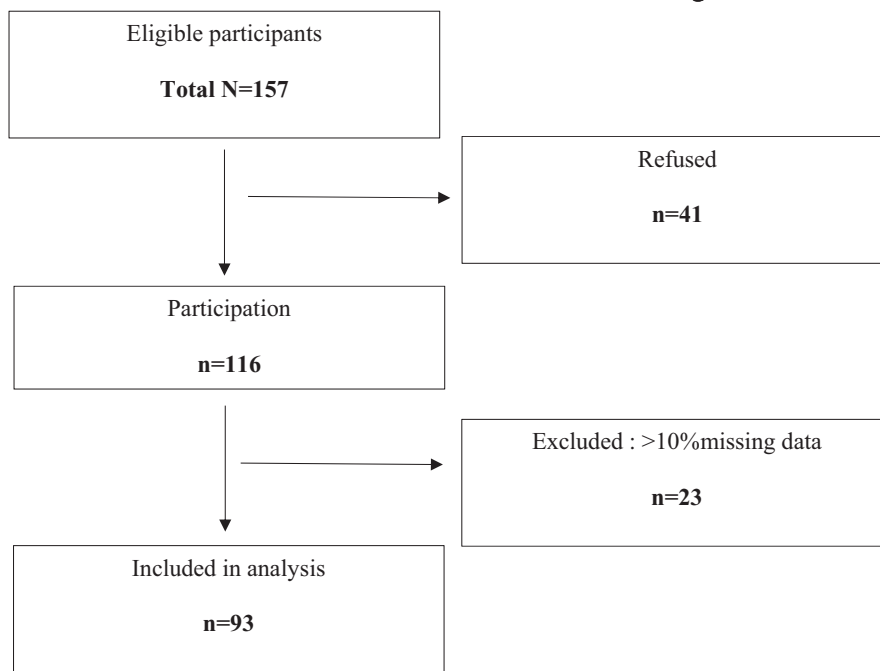 Eligible participants
Total N=157
Refused
n=41
Participation
n=116
Excluded : >10%missing data
n=23
Included in analysis
n=93